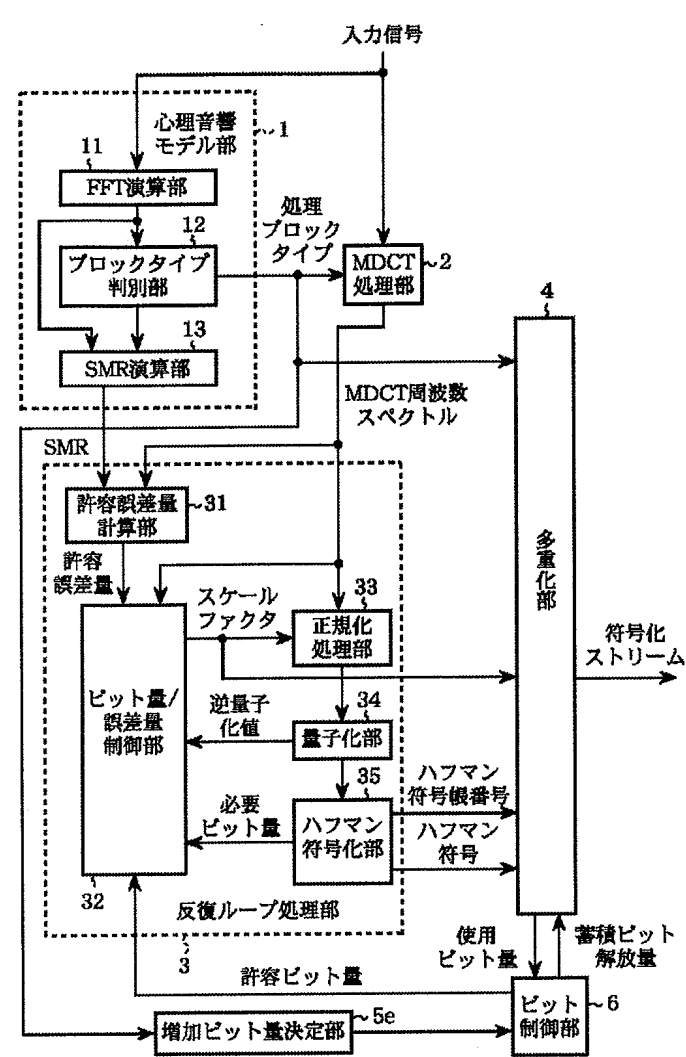 入力信号
心理音響
モデル部
1
11
FFT演算部
処理
ブロック
タイプ
12
ブロックタイプ
判別部
MDCT
処理部
2
4
13
SMR演算部
MDCT周波数
スペクトル
SMR
許容誤差量
計算部
31
許容
誤差量
多重化部
スケール
ファクタ
33
正規化
処理部
符号化
ストリーム
ビット量/
誤差量
制御部
逆量子
化値
34
量子化部
35
ハフマン
符号帳番号
必要
ビット量
ハフマン
符号化部
ハフマン
符号
32
反復ループ処理部
3
使用
ビット量
蓄積ビット
解放量
許容ビット量
ビット
制御部
6
5e
増加ビット量決定部